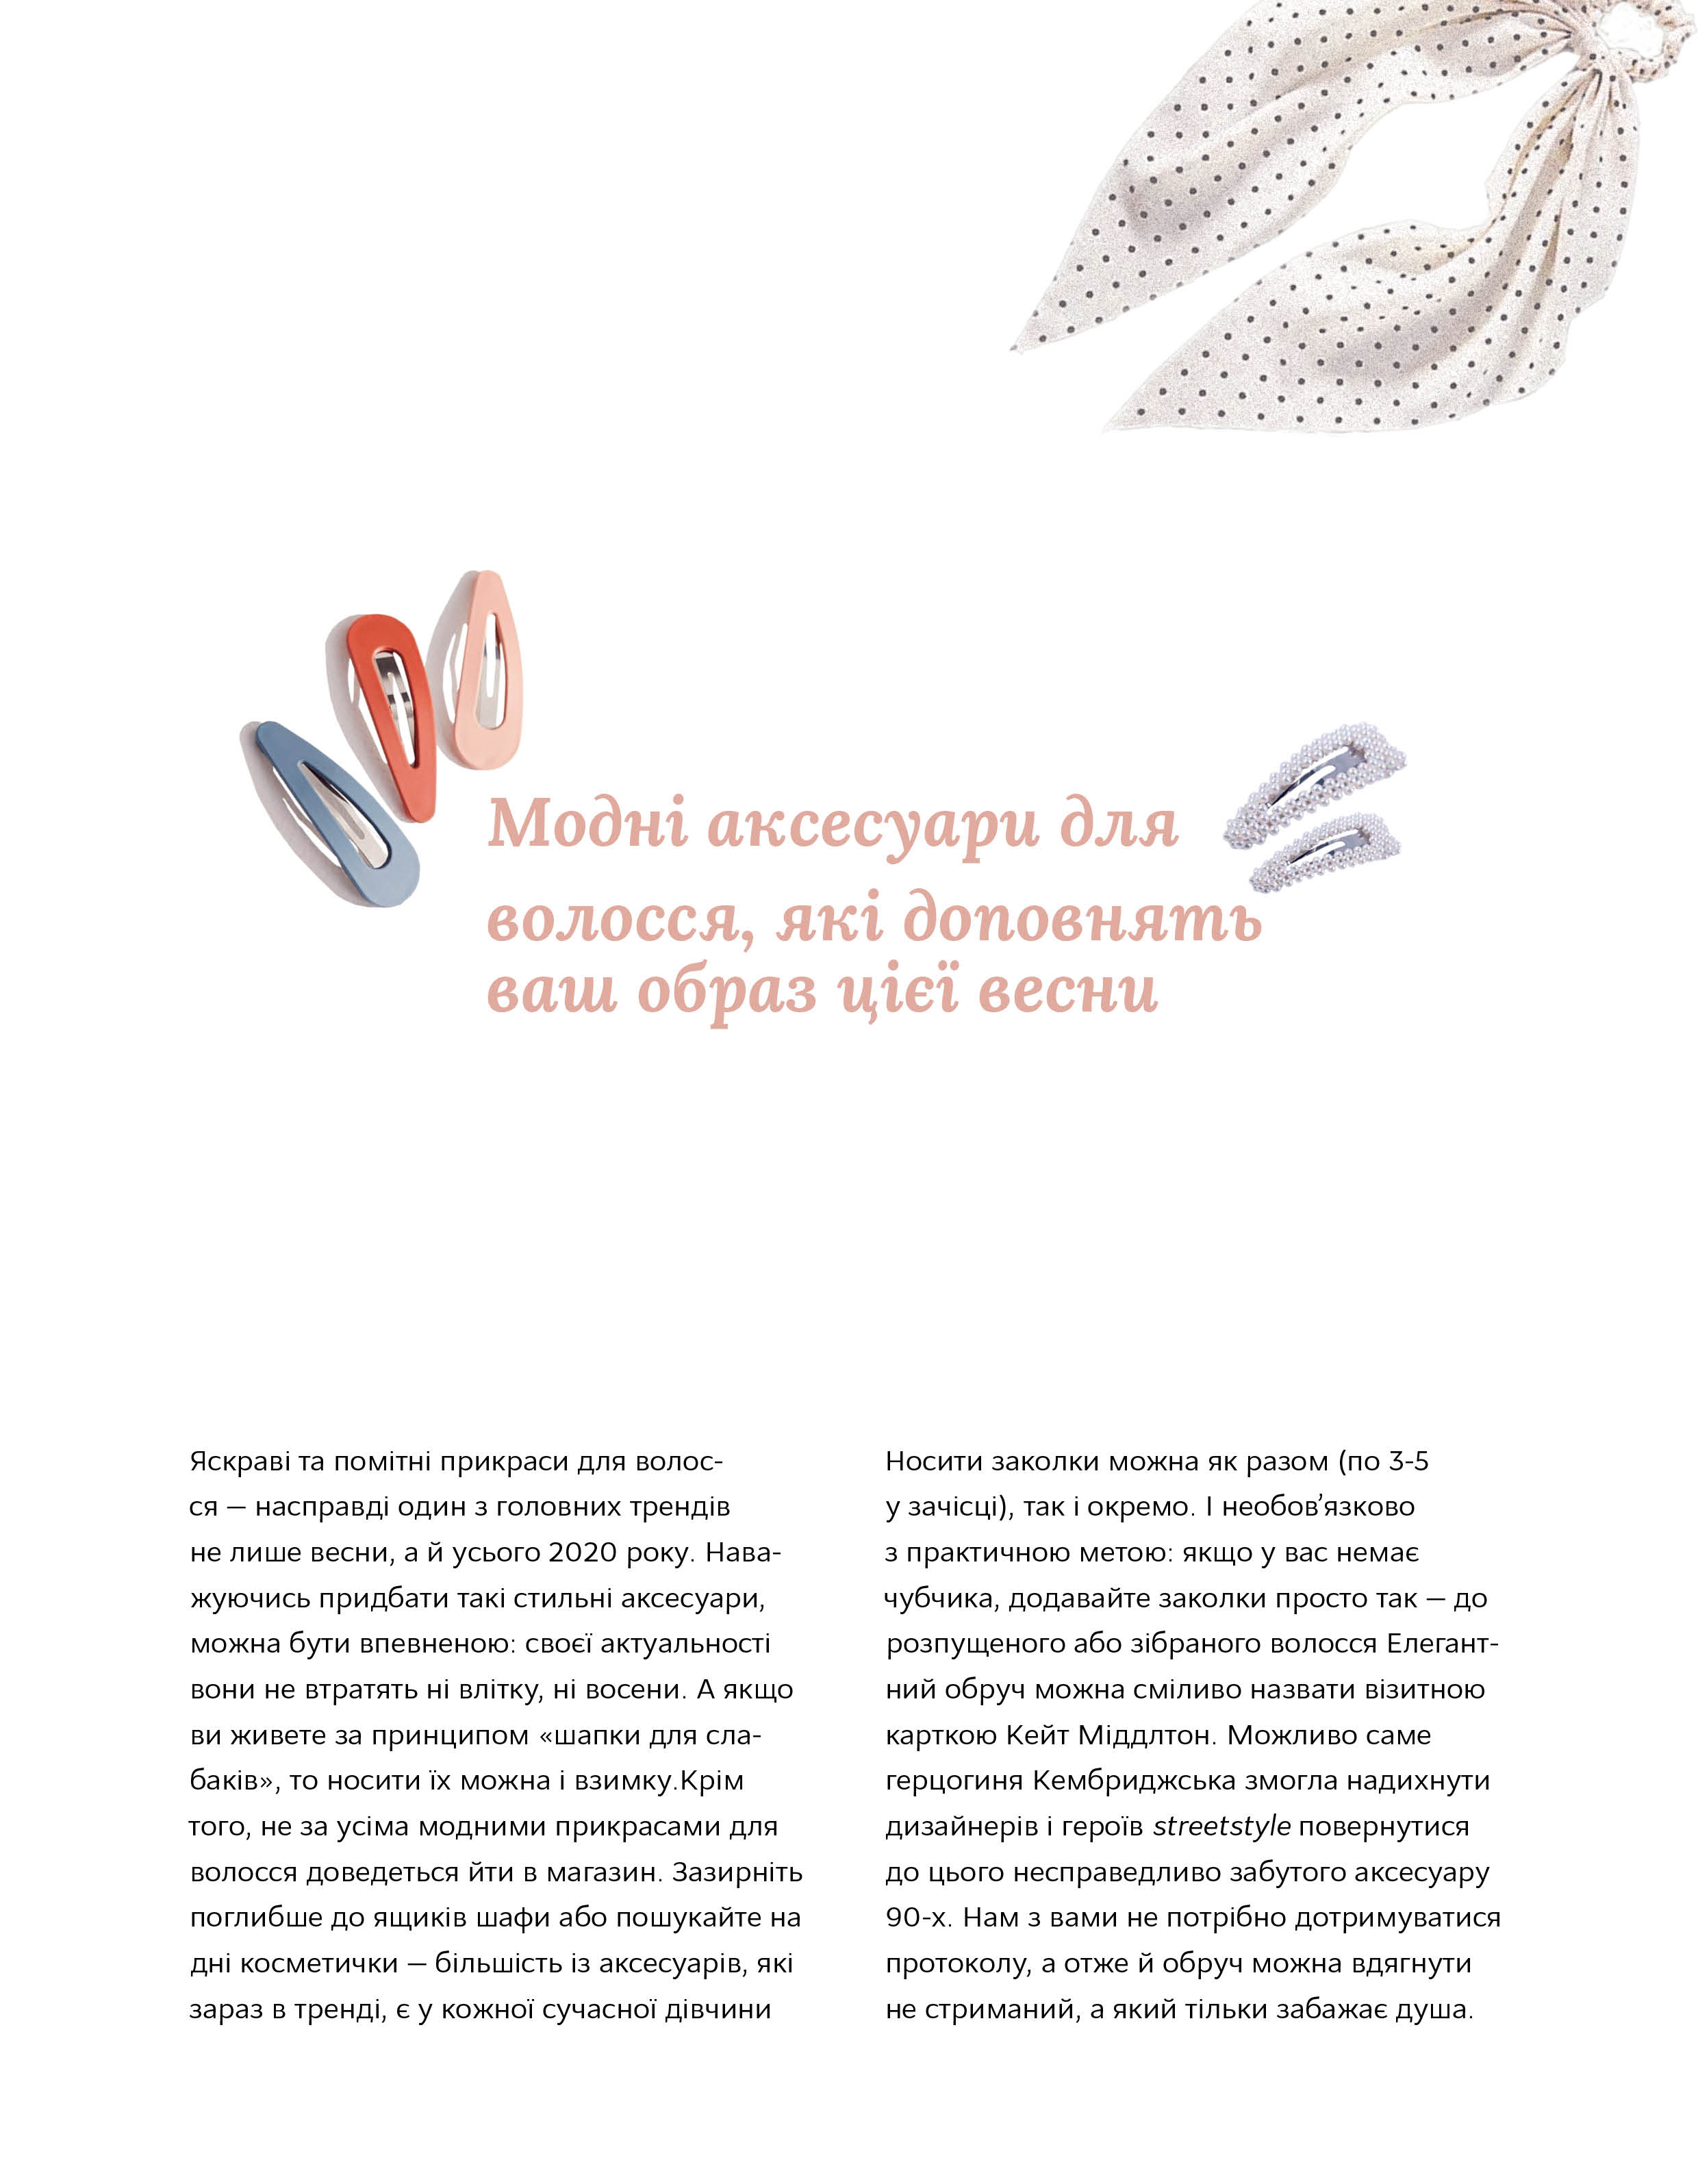 Модні аксесуари для
волосся, які доповнять
ваш образ цієї весни
Яскраві та помітні прикраси для волос-
ся — насправді один з головних трендів
не лише весни, а й усього 2020 року. Нава-
жуючись придбати такі стильні аксесуари,
можна бути впевненою: своєї актуальності
вони не втратять ні влітку, ні восени. А якщо
ви живете за принципом «шапки для сла-
баків», то носити їх можна і взимку.Крім
того, не за усіма модними прикрасами для
волосся доведеться йти в магазин. Зазирніть
поглибше до ящиків шафи або пошукайте на
дні косметички — більшість із аксесуарів, які
зараз в тренді, є у кожної сучасної дівчини
Носити заколки можна як разом (по 3-5
у зачісці), так і окремо. І необов’язково
з практичною метою: якщо у вас немає
чубчика, додавайте заколки просто так — до
розпущеного або зібраного волосся Елегант-
ний обруч можна сміливо назвати візитною
карткою Кейт Міддлтон. Можливо саме
герцогиня Кембриджська змогла надихнути
дизайнерів і героїв streetstyle повернутися
до цього несправедливо забутого аксесуару
90-х. Нам з вами не потрібно дотримуватися
протоколу, а отже й обруч можна вдягнути
не стриманий, а який тільки забажає душа.